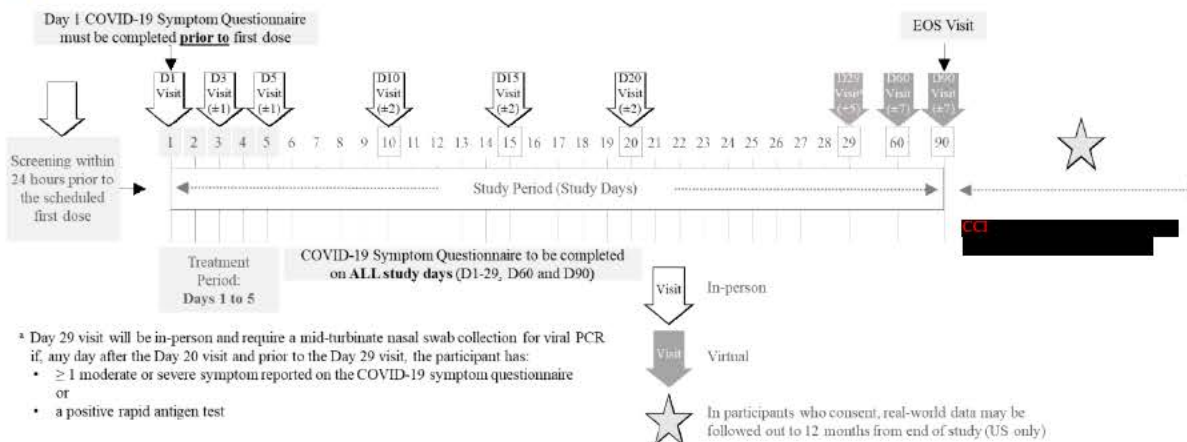 Day 1 COVID-19 Symptom Questionnaire
must be completed prior to first dose
EOS Visit
D1
Visit
D3
Visit
(±1)
D5
Visit
(±1)
D10
Visit
(±2)
D15
Visit
(±2)
D20
Visit
(±2)
D29
Visitª
(±5)
D60
Visit
(±7)
D90
Visit
(±7)
1 2 3 4 5 6 7 8 9 10 11 12 13 14 15 16 17 18 19 20 21 22 23 24 25 26 27 28 29 60 90
Screening within
24 hours prior to
the scheduled
first dose
Study Period (Study Days)
CCI
Treatment
Period:
Days 1 to 5
COVID-19 Symptom Questionnaire to be completed
on ALL study days (D1-29, D60 and D90)
Visit
In-person
Visit
Virtual
ª Day 29 visit will be in-person and require a mid-turbinate nasal swab collection for viral PCR
if, any day after the Day 20 visit and prior to the Day 29 visit, the participant has:
• ≥ 1 moderate or severe symptom reported on the COVID-19 symptom questionnaire
or
• a positive rapid antigen test
In participants who consent, real-world data may be
followed out to 12 months from end of study (US only)